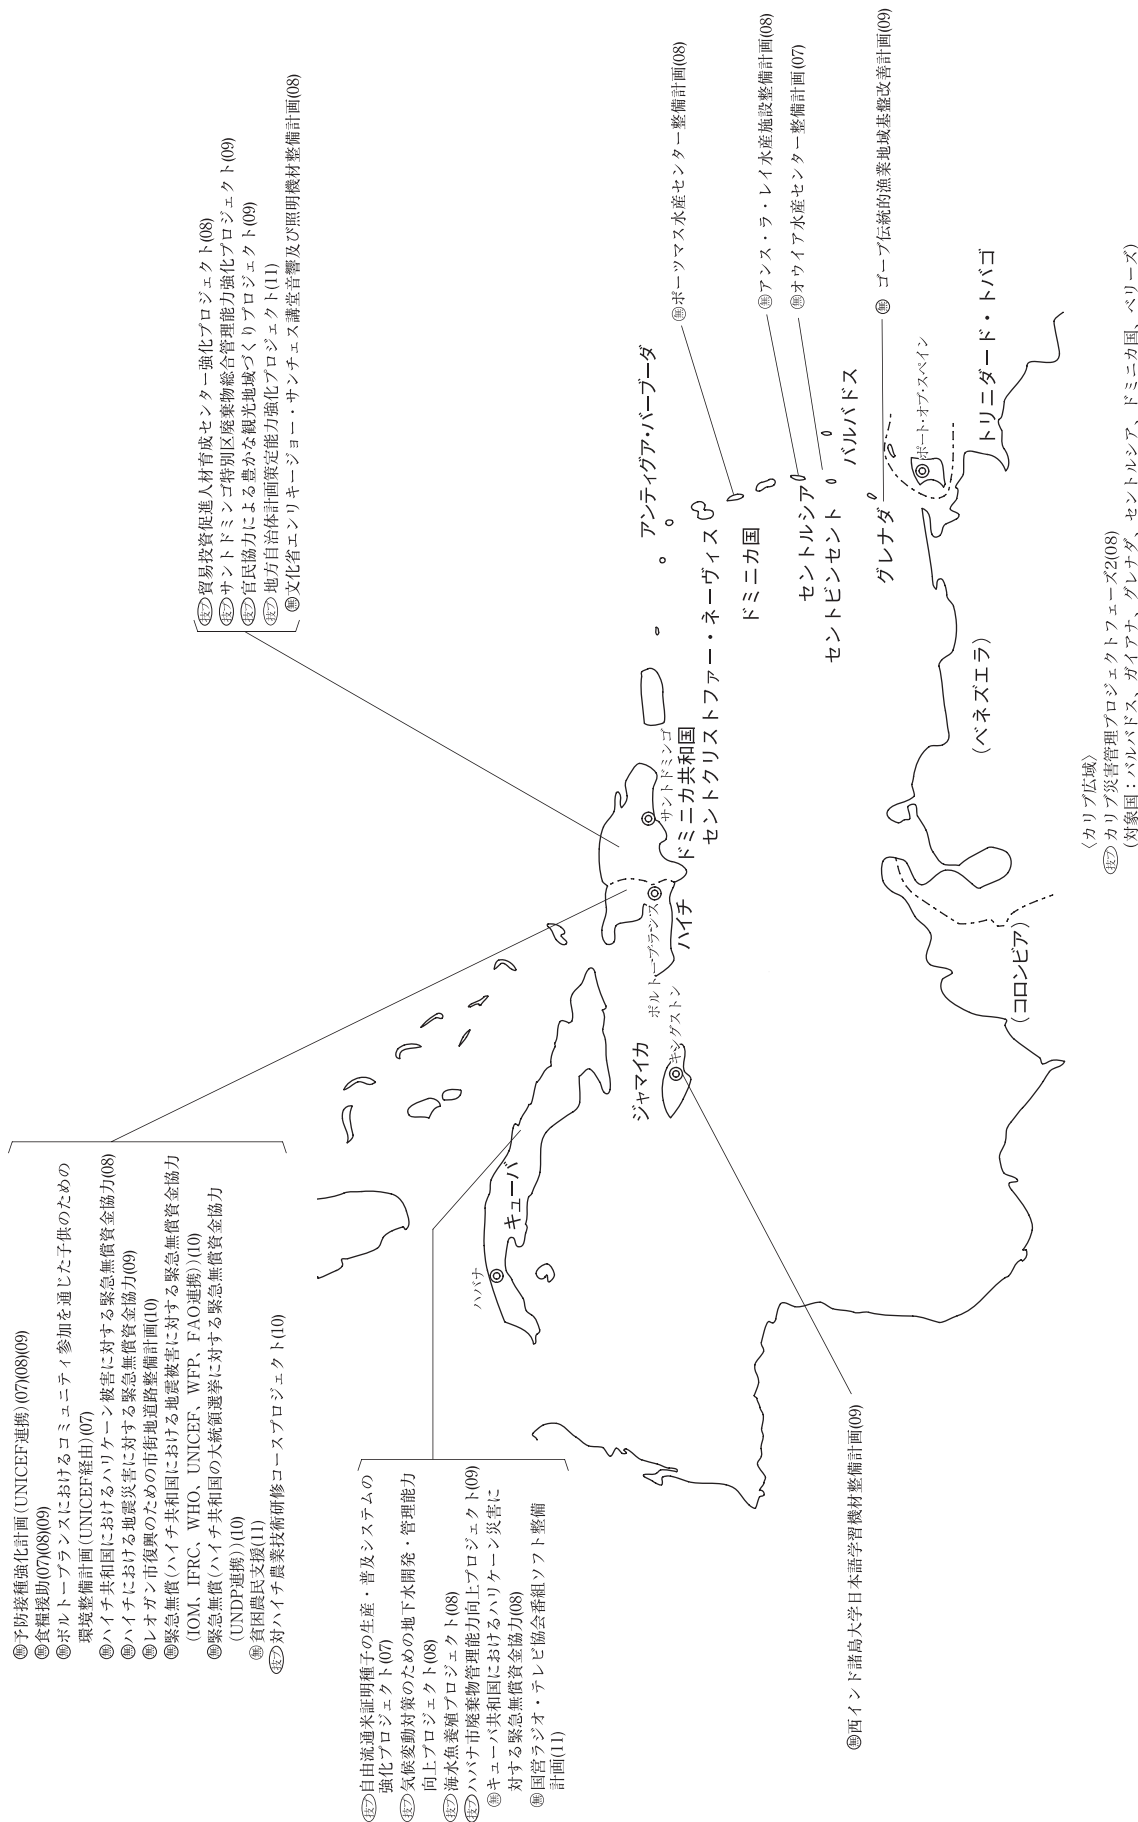 ㊒予防接種強化計画(UNICEF連携)(07)(08)(09)
㊒食糧援助(07)(08)(09)
㊒ポルトープランスにおけるコミュニティ参加を通じた子供のための
環境整備計画(UNICEF経由)(07)
㊒ハイチ共和国におけるハリケーン被害に対する緊急無償資金協力(08)
㊒ハイチにおける地震災害に対する緊急無償資金協力(09)
㊒レオガン市復興のための市街地道路整備計画(10)
㊒緊急無償(ハイチ共和国における地震被害に対する緊急無償資金協力
(IOM、IFRC、WHO、UNICEF、WFP、FAO連携))(10)
㊒緊急無償(ハイチ共和国の大統領選挙に対する緊急無償資金協力
(UNDP連携))(10)
㊒貧困農民支援(11)
技プ 対ハイチ農業技術研修コースプロジェクト(10)
技プ 貿易投資促進人材育成センター強化プロジェクト(08)
技プ サントドミンゴ特別区廃棄物総合管理能力強化プロジェクト(09)
技プ 官民協力による豊かな観光地域づくりプロジェクト(09)
技プ 地方自治体計画策定能力強化プロジェクト(11)
無 文化省エンリキージョー・サンチェス講堂音響及び照明機材整備計画(08)
技プ 自由流通米証明種子の生産・普及システムの
強化プロジェクト(07)
技プ 気候変動対策のための地下水開発・管理能力
向上プロジェクト(08)
技プ 海水魚養殖プロジェクト(08)
技プ ハバナ市廃棄物管理能力向上プロジェクト(09)
無 キューバ共和国におけるハリケーン災害に
対する緊急無償資金協力(08)
無 国営ラジオ・テレビ協会番組ソフト整備
計画(11)
ハバナ
キューバ
ジャマイカ
キングストン
ポルトープランス
ハイチ
サントドミンゴ
ドミニカ共和国
セントクリストファー・ネーヴィス
アンティグア・バーブーダ
ドミニカ国
セントルシア
セントビンセント
バルバドス
グレナダ
ポート・オブ・スペイン
トリニダード・トバゴ
(ベネズエラ)
(コロンビア)
無 ポーツマス水産センター整備計画(08)
無 アンス・ラ・レイ水産施設整備計画(08)
無 オウイア水産センター整備計画(07)
無 ゴーブ伝統的漁業地域基盤改善計画(09)
無 西インド諸島大学日本語学習機材整備計画(09)
〈カリブ広域〉
技プ カリブ災害管理プロジェクトフェーズ2(08)
(対象国：バルバドス、ガイアナ、グレナダ、セントルシア、ドミニカ国、ベリーズ)